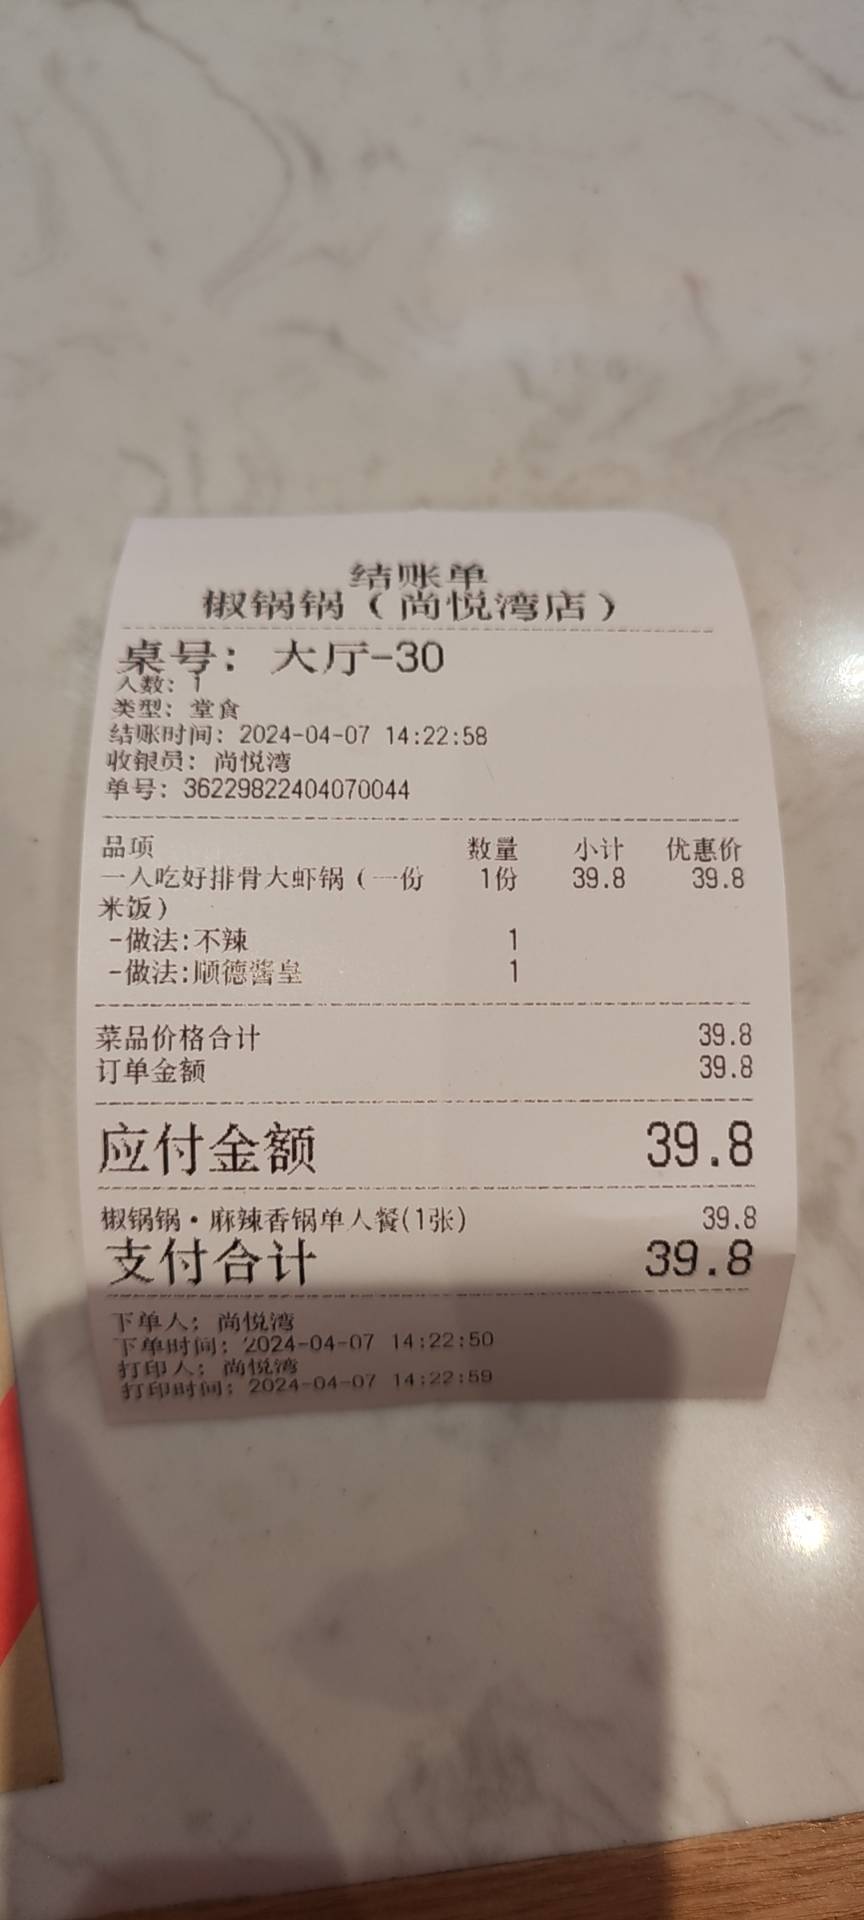 结账单
椒锅锅（尚悦湾店）
桌号：大厅-30
人数：1
类型：堂食
结账时间：2024-04-07 14:22:58
收银员：尚悦湾
单号：36229822404070044
品项 数量 小计 优惠价
一人吃好排骨大虾锅（一份 1份 39.8 39.8
米饭）
-做法:不辣 1
-做法:顺德酱皇 1
菜品价格合计 39.8
订单金额 39.8
应付金额 39.8
椒锅锅·麻辣香锅单人餐(1张) 39.8
支付合计 39.8
下单人：尚悦湾
下单时间：2024-04-07 14:22:50
打印人：尚悦湾
打印时间：2024-04-07 14:22:59